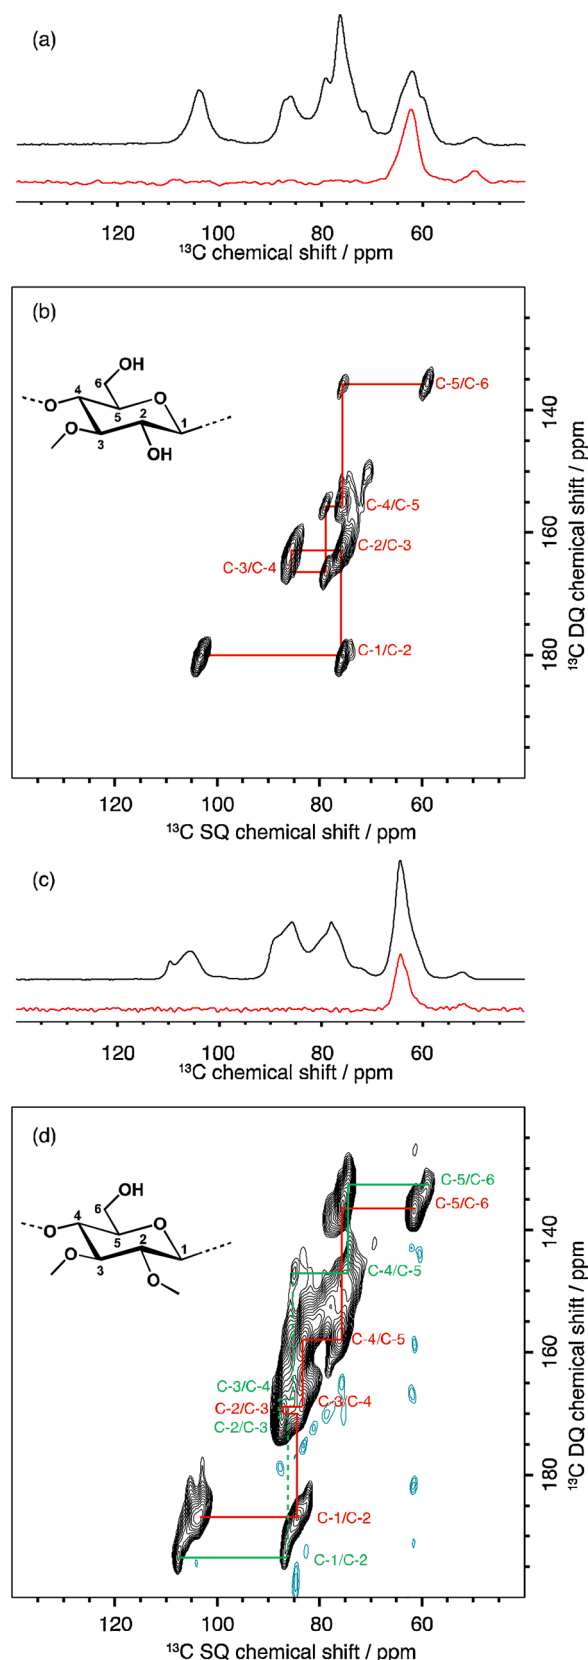 (a)
120 100 80 60
¹³C chemical shift / ppm
(b)
OH
6
4
O
5
O
2
1
O
3
OH
C-5/C-6
C-4/C-5
C-2/C-3
C-3/C-4
C-1/C-2
140
160
180
¹³C DQ chemical shift / ppm
120 100 80 60
¹³C SQ chemical shift / ppm
(c)
120 100 80 60
¹³C chemical shift / ppm
(d)
OH
6
4
O
5
O
2
1
O
3
O
C-5/C-6
C-5/C-6
C-4/C-5
C-4/C-5
C-3/C-4
C-2/C-3
C-3/C-4
C-2/C-3
C-1/C-2
C-1/C-2
140
160
180
¹³C DQ chemical shift / ppm
120 100 80 60
¹³C SQ chemical shift / ppm